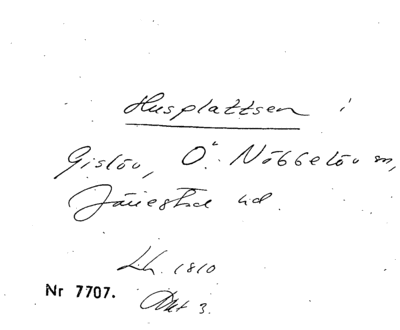 Husplattsen i
Gislöv, Ö. Nöbbelöv sn,
Järrestad hd.
Lh. 1810
Nr 7707. Akt 3.